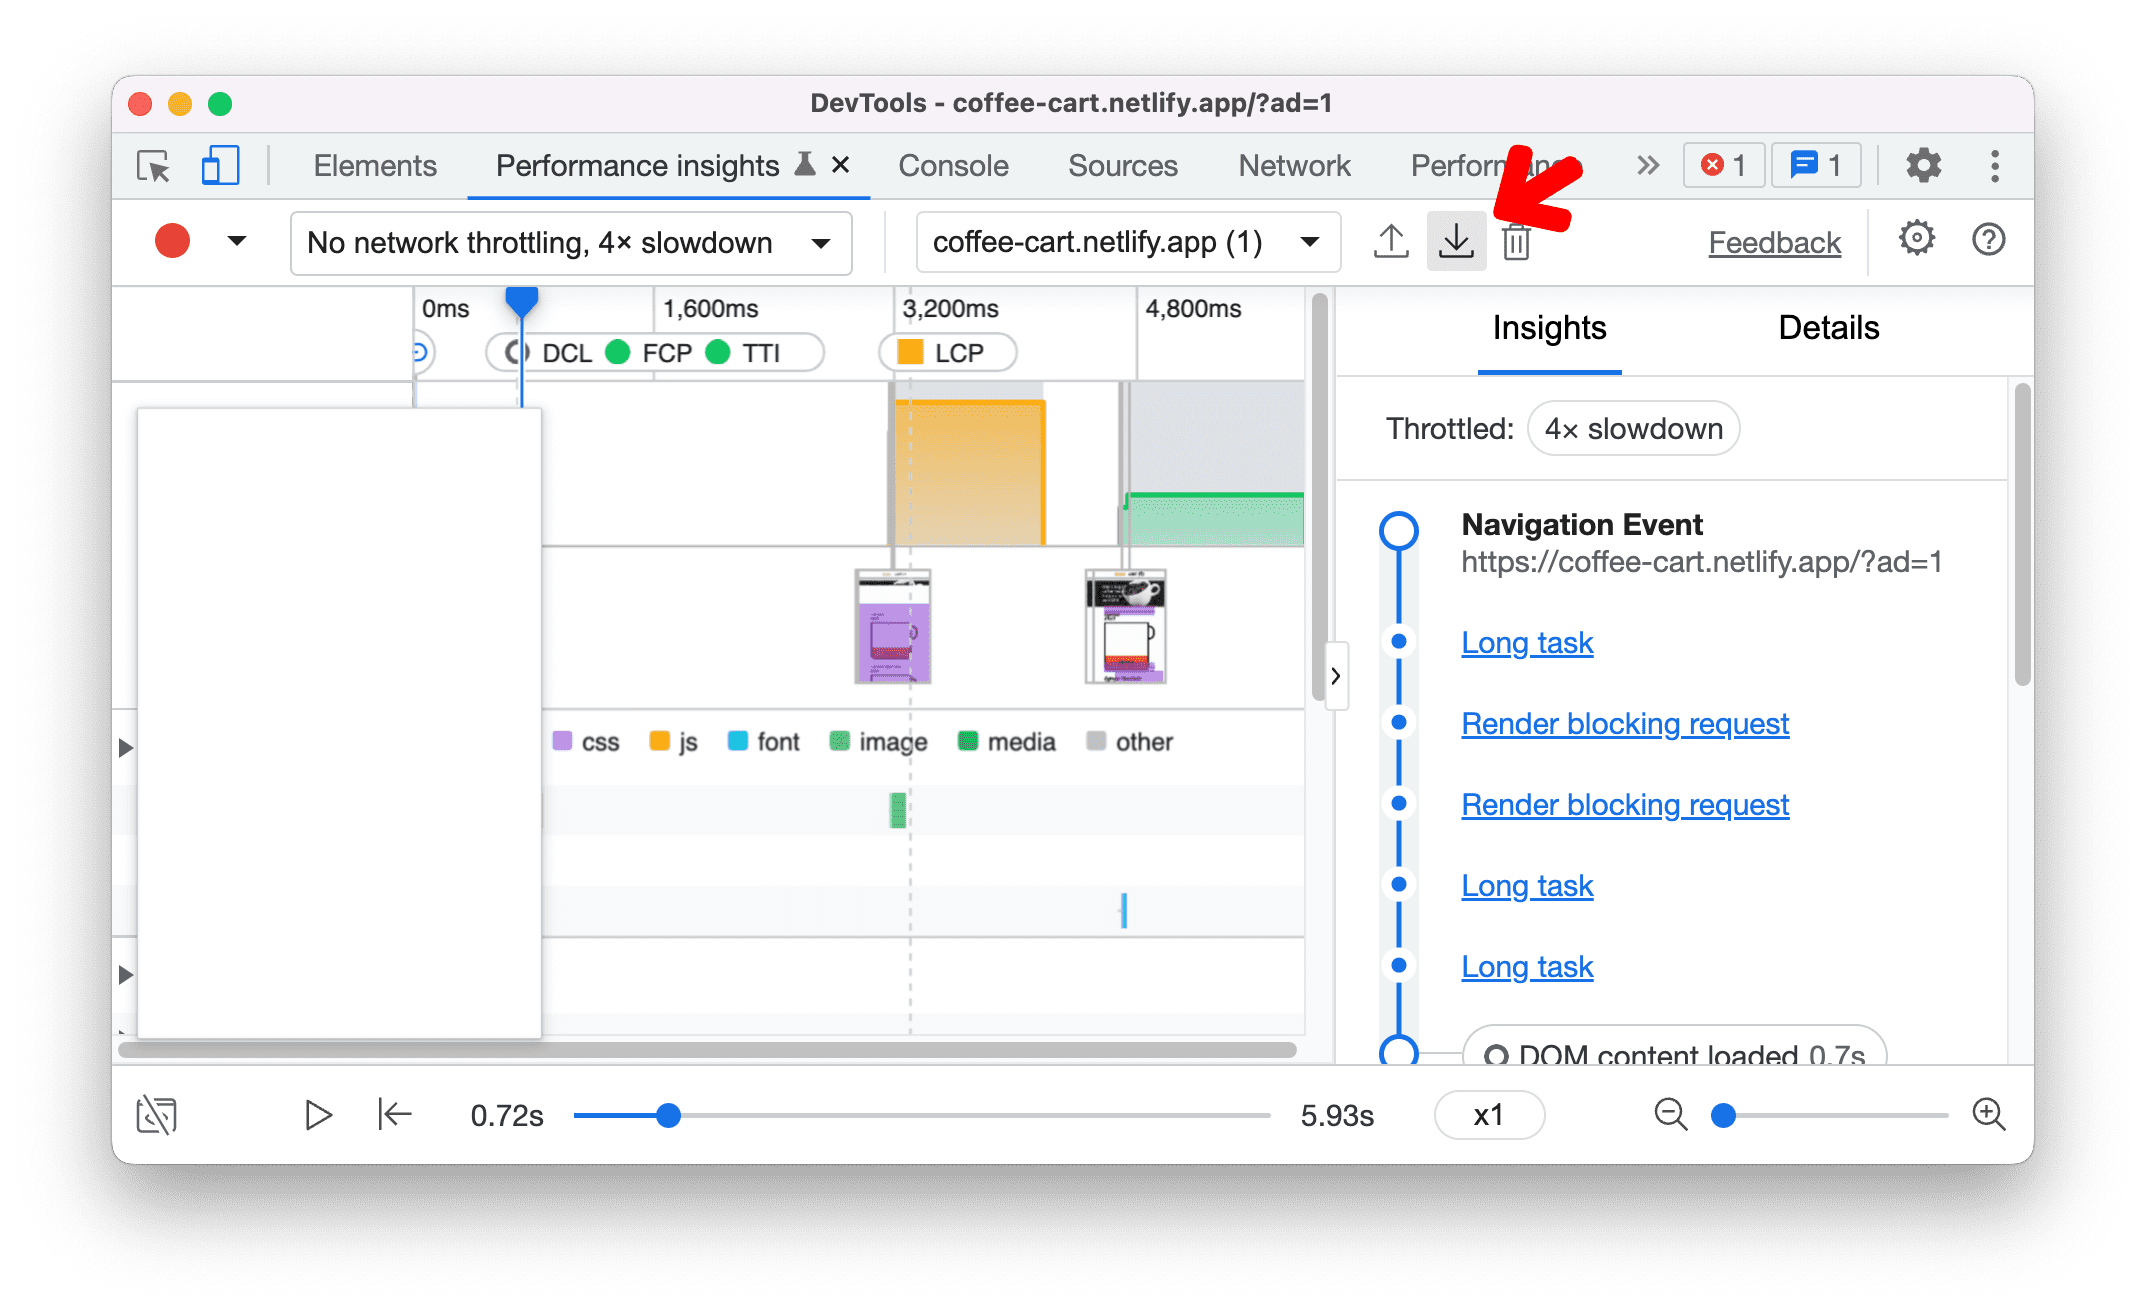 DevTools - coffee-cart.netlify.app/?ad=1
Elements Performance insights Console Sources Network 1 1
No network throttling, 4× slowdown coffee-cart.netlify.app (1) Feedback
0ms 1,600ms 3,200ms 4,800ms
DCL FCP TTI LCP
Insights Details
Throttled: 4× slowdown
Navigation Event
https://coffee-cart.netlify.app/?ad=1
Long task
Render blocking request
css js font image media other
Render blocking request
Long task
Long task
DOM content loaded 0.7s
0.72s 5.93s x1